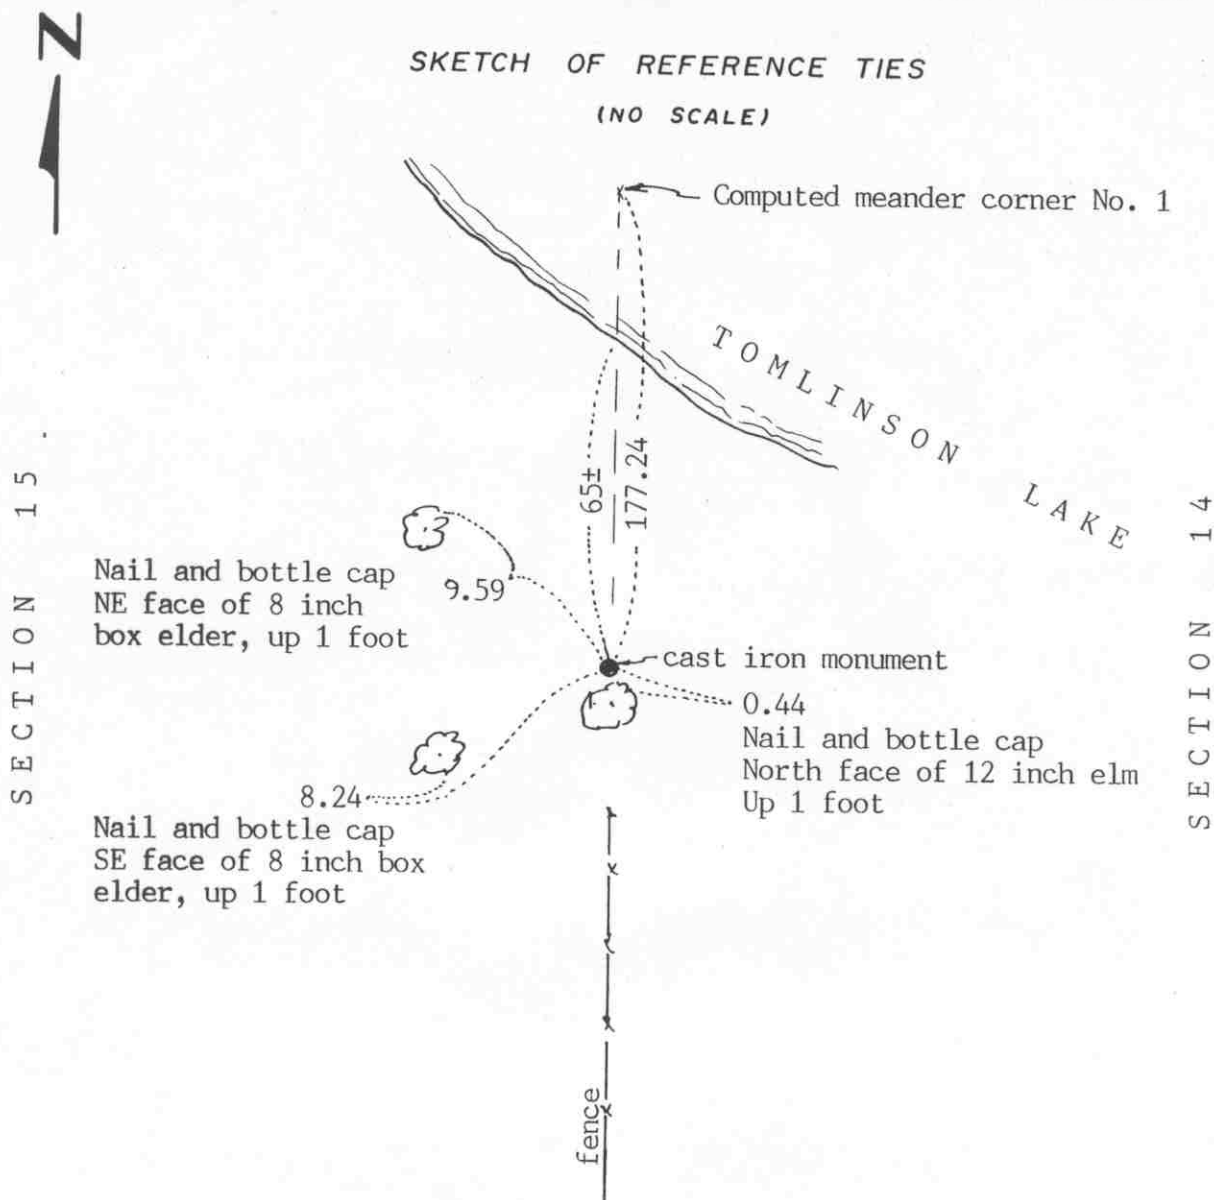 N
SKETCH OF REFERENCE TIES
(NO SCALE)
Computed meander corner No. 1
TOMLINSON LAKE
65±
177.24
SECTION 15
SECTION 14
Nail and bottle cap
NE face of 8 inch
box elder, up 1 foot
9.59
cast iron monument
0.44
Nail and bottle cap
North face of 12 inch elm
Up 1 foot
8.24
Nail and bottle cap
SE face of 8 inch box
elder, up 1 foot
fence